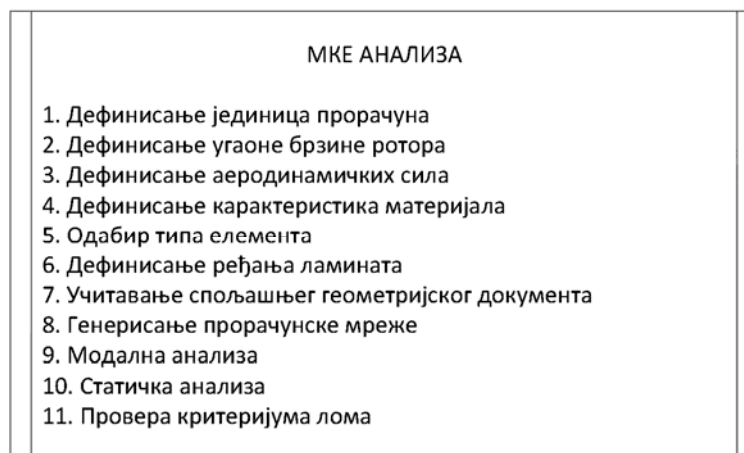 МКЕ АНАЛИЗА
1. Дефинисање јединица прорачуна
2. Дефинисање угаоне брзине ротора
3. Дефинисање аеродинамичких сила
4. Дефинисање карактеристика материјала
5. Одабир типа елемента
6. Дефинисање ређања ламината
7. Учитавање спољашњег геометријског документа
8. Генерисање прорачунске мреже
9. Модална анализа
10. Статичка анализа
11. Провера критеријума лома